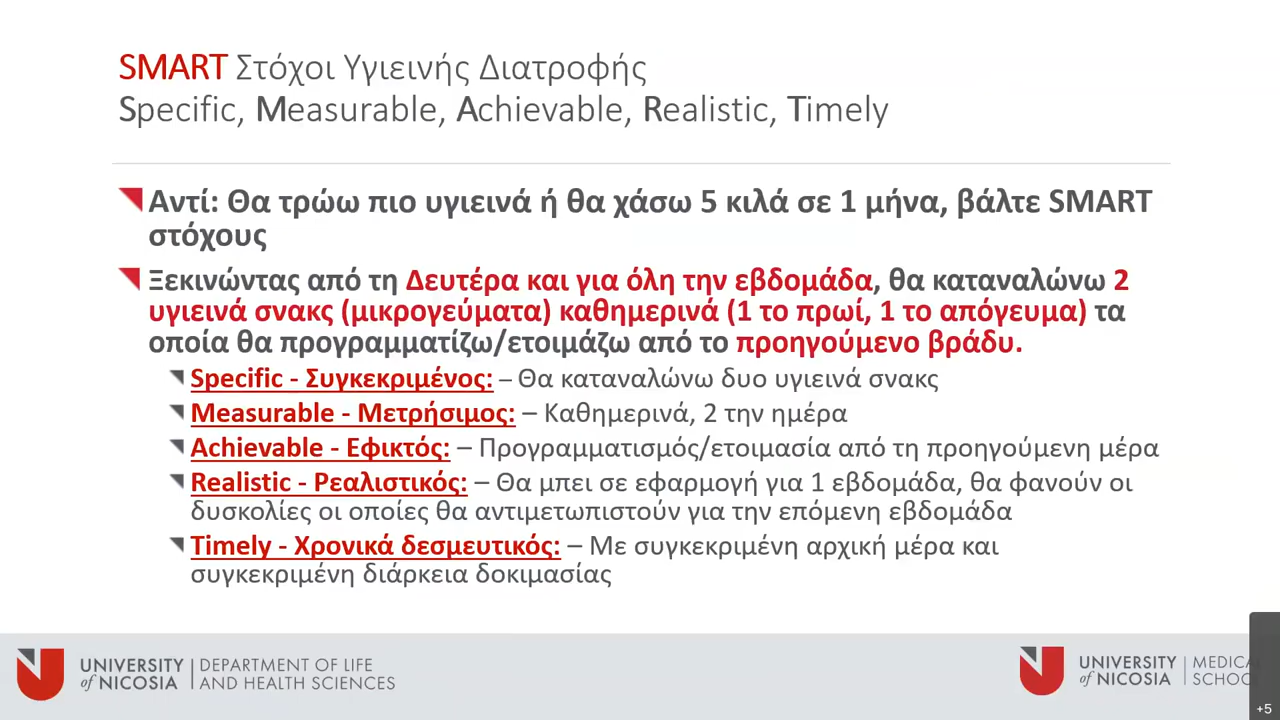 SMART Στόχοι Υγιεινής Διατροφής
Specific, Measurable, Achievable, Realistic, Timely
Αντί: Θα τρώω πιο υγιεινά ή θα χάσω 5 κιλά σε 1 μήνα, βάλτε SMART
στόχους
Ξεκινώντας από τη Δευτέρα και για όλη την εβδομάδα, θα καταναλώνω 2
υγιεινά σνακς (μικρογεύματα) καθημερινά (1 το πρωί, 1 το απόγευμα) τα
οποία θα προγραμματίζω/ετοιμάζω από το προηγούμενο βράδυ.
Specific - Συγκεκριμένος: – Θα καταναλώνω δυο υγιεινά σνακς
Measurable - Μετρήσιμος: – Καθημερινά, 2 την ημέρα
Achievable - Εφικτός: – Προγραμματισμός/ετοιμασία από τη προηγούμενη μέρα
Realistic - Ρεαλιστικός: – Θα μπει σε εφαρμογή για 1 εβδομάδα, θα φανούν οι
δυσκολίες οι οποίες θα αντιμετωπιστούν για την επόμενη εβδομάδα
Timely - Χρονικά δεσμευτικός: – Με συγκεκριμένη αρχική μέρα και
συγκεκριμένη διάρκεια δοκιμασίας
UNIVERSITY of NICOSIA
DEPARTMENT OF LIFE
AND HEALTH SCIENCES
UNIVERSITY of NICOSIA
MEDICA
SCHOO
+5